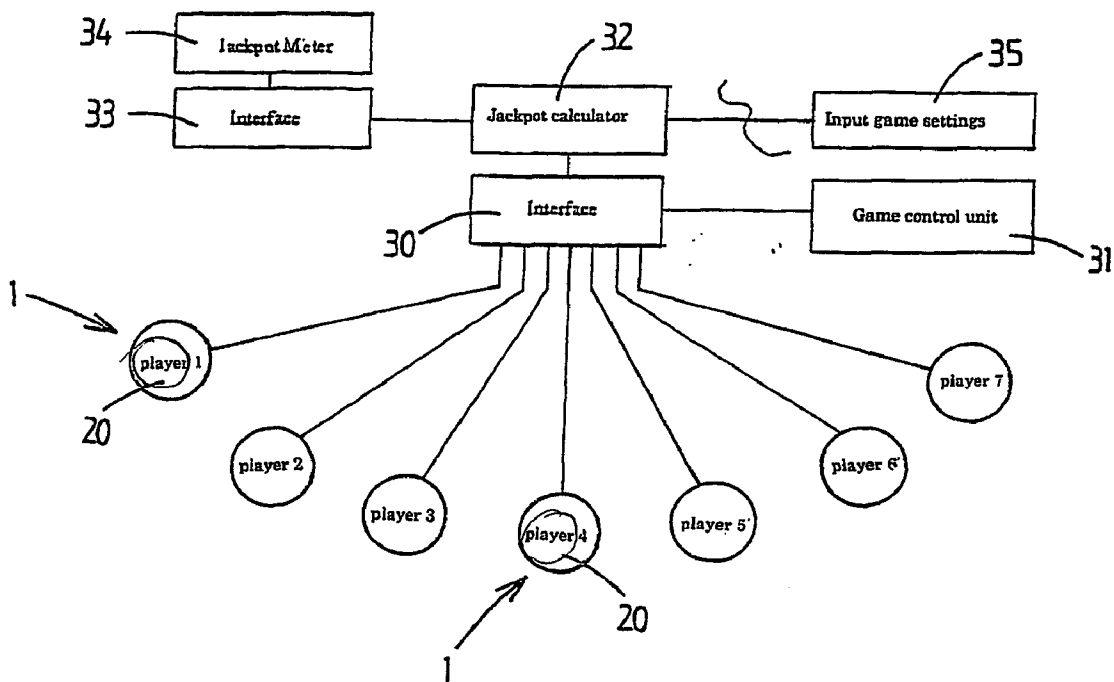 34
Jackpot Meter
32
35
33
Interface
Jackpot calculator
Input game settings
30
Interface
Game control unit
31
1
player 1
20
player 2
player 3
player 4
20
1
player 5
player 6
player 7